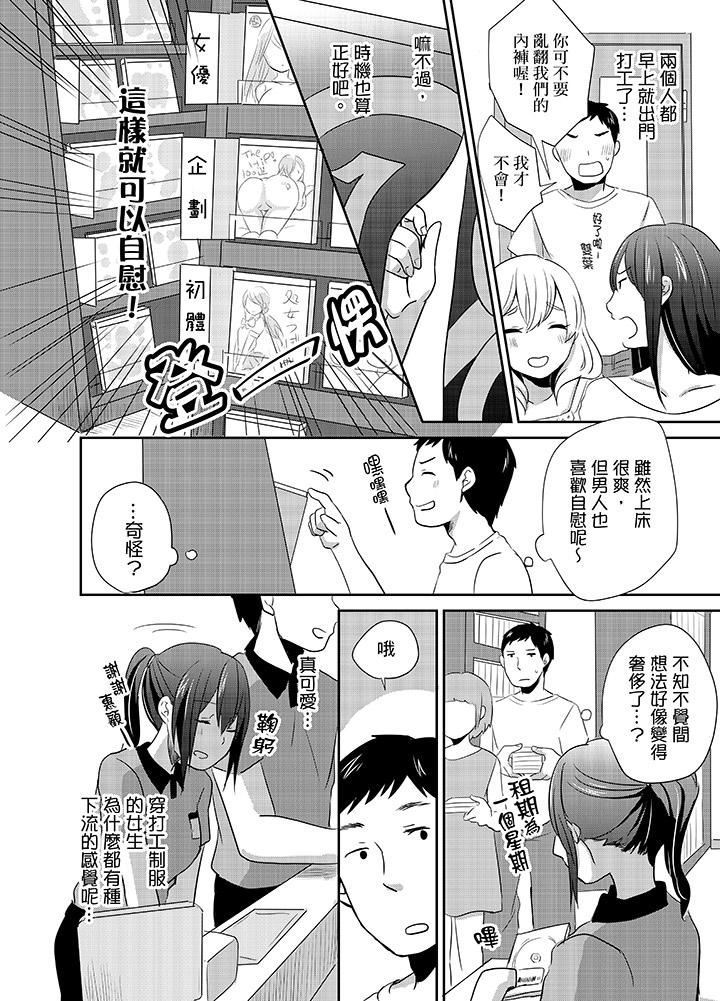 兩個人都
早上就出門
打工了…
你可不要
亂翻我們的
內褲喔！
我才
不會！
好了啦—
雙葉
嘛不過，
時機也算
正好吧。
女優
企劃
初體
処女
這樣就可以自慰！
登—愣
雖然上床
很爽，
但男人也
喜歡自慰呢～
嘿嘿嘿—
…奇怪？
不知不覺間
想法好像變得
奢侈了…？
租期為
一個星期
嗶
哦
真可愛…
鞠躬
謝謝
惠顧—
穿打工制服
的女生
為什麼都有種
下流的感覺呢…